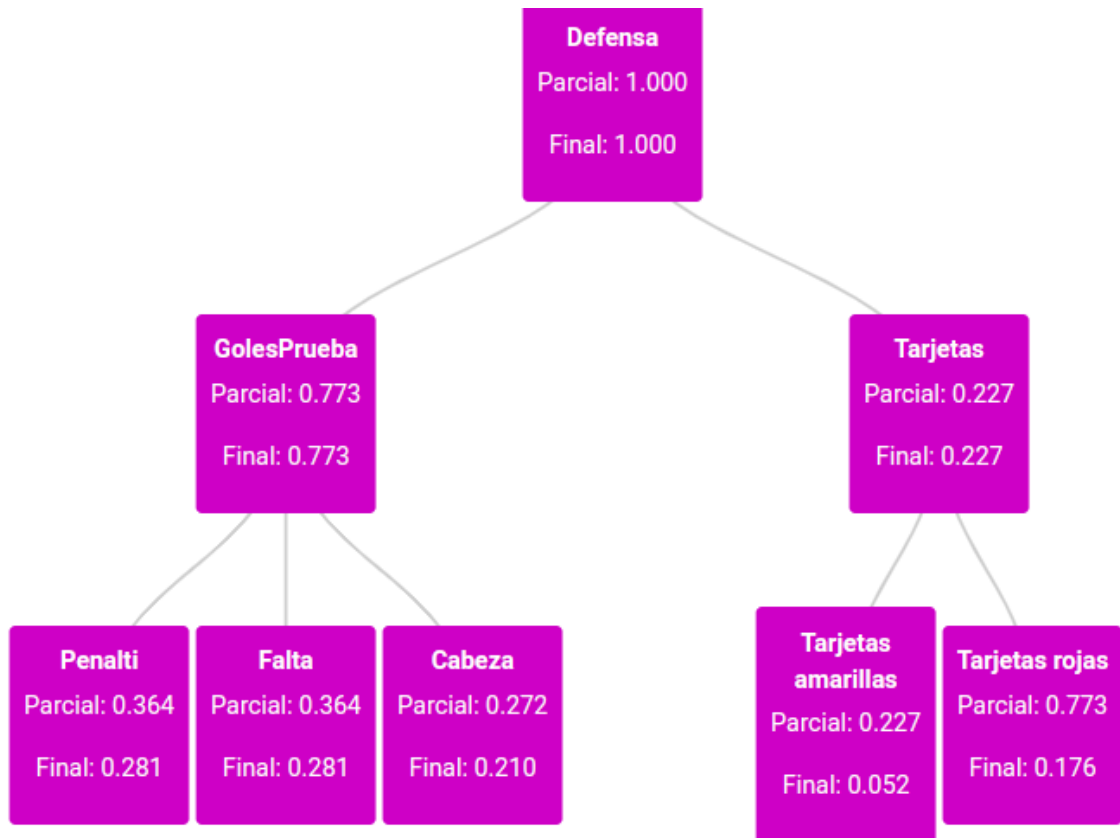 Defensa
Parcial: 1.000
Final: 1.000
GolesPrueba
Parcial: 0.773
Final: 0.773
Tarjetas
Parcial: 0.227
Final: 0.227
Penalti
Parcial: 0.364
Final: 0.281
Falta
Parcial: 0.364
Final: 0.281
Cabeza
Parcial: 0.272
Final: 0.210
Tarjetas
amarillas
Parcial: 0.227
Final: 0.052
Tarjetas rojas
Parcial: 0.773
Final: 0.176